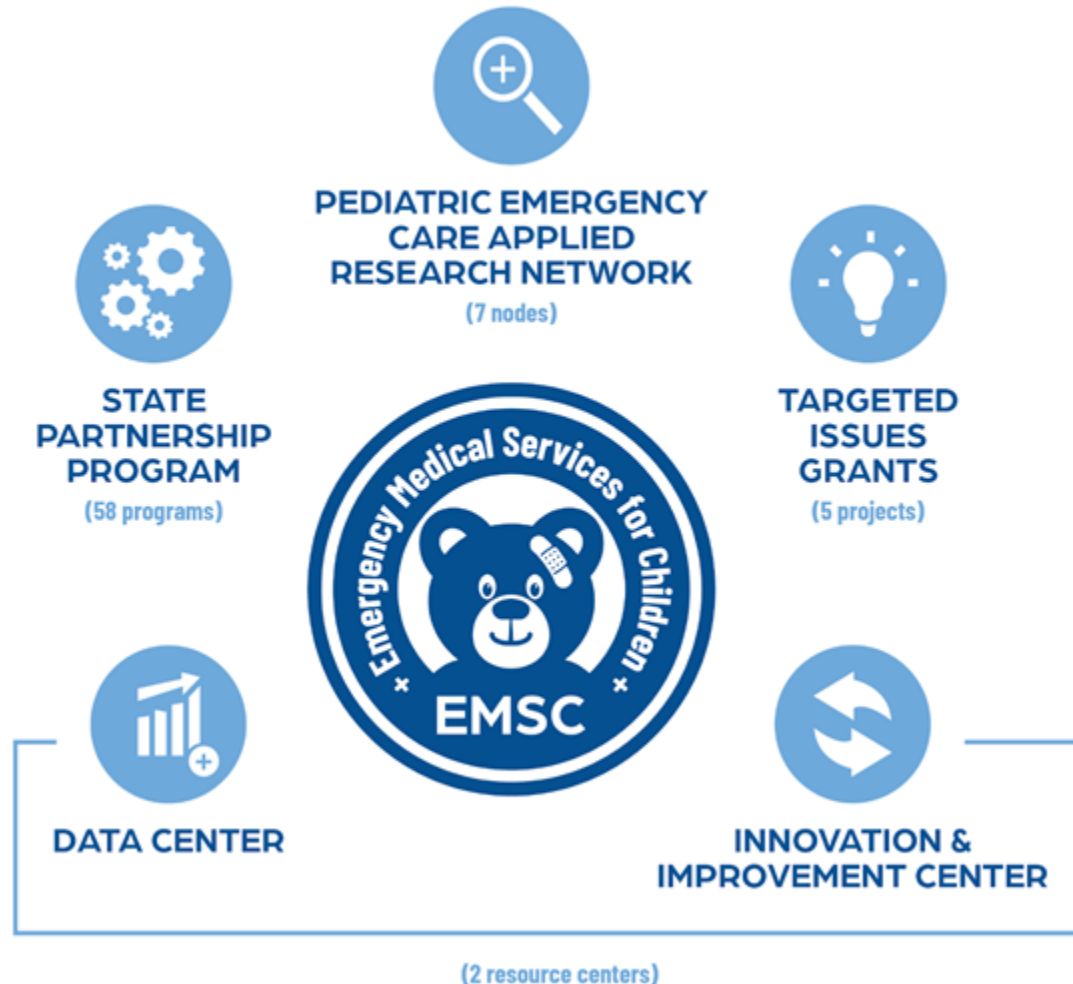 PEDIATRIC EMERGENCY
CARE APPLIED
RESEARCH NETWORK
(7 nodes)
STATE
PARTNERSHIP
PROGRAM
(58 programs)
TARGETED
ISSUES
GRANTS
(5 projects)
Emergency Medical Services for Children
EMSC
DATA CENTER
INNOVATION &
IMPROVEMENT CENTER
(2 resource centers)